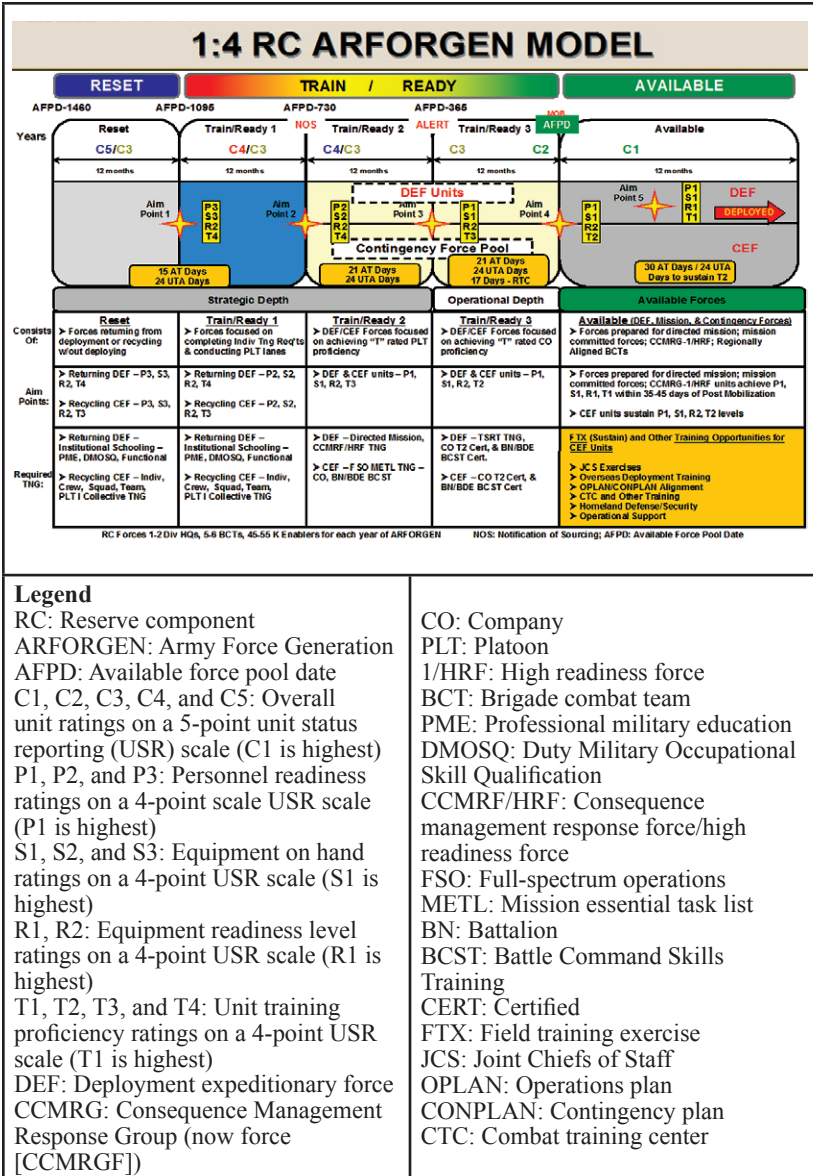 1:4 RC ARFORGEN MODEL
RESET
TRAIN / READY
AVAILABLE
AFPD-1460
AFPD-1095
AFPD-730
AFPD-365
MOB
AFPD
Years
Reset
C5/C3
12 months
Train/Ready 1
C4/C3
12 months
NOS
Train/Ready 2
C4/C3
12 months
ALERT
Train/Ready 3
C3
C2
12 months
Available
C1
12 months
DEF Units
Contingency Force Pool
Aim
Point 1
P3
S3
R2
T4
Aim
Point 2
P2
S2
R2
T4
Aim
Point 3
P1
S1
R2
T3
Aim
Point 4
P1
S1
R2
T2
Aim
Point 5
P1
S1
R1
T1
DEF
DEPLOYED
CEF
15 AT Days
24 UTA Days
21 AT Days
24 UTA Days
21 AT Days
24 UTA Days
17 Days - RTC
30 AT Days / 24 UTA
Days to sustain T2
Strategic Depth
Operational Depth
Available Forces
Consists
Of:
Reset
➤ Forces returning from
deployment or recycling
w/out deploying
Train/Ready 1
➤ Forces focused on
completing Indiv Tng Req'ts
& conducting PLT lanes
Train/Ready 2
➤ DEF/CEF Forces focused
on achieving "T" rated PLT
proficiency
Train/Ready 3
➤ DEF/CEF Forces focused
on achieving "T" rated CO
proficiency
Available (DEF, Mission, & Contingency Forces)
➤ Forces prepared for directed mission; mission
committed forces; CCMRG-1/HRF; Regionally
Aligned BCTs
Aim
Points:
➤ Returning DEF – P3, S3,
R2, T4
➤ Recycling CEF – P3, S3,
R2, T3
➤ Returning DEF – P2, S2,
R2, T4
➤ Recycling CEF – P2, S2,
R2, T3
➤ DEF & CEF units – P1,
S1, R2, T3
➤ DEF & CEF units – P1,
S1, R2, T2
➤ Forces prepared for directed mission; mission
committed forces; CCMRG-1/HRF units achieve P1,
S1, R1, T1 within 35-45 days of Post Mobilization
➤ CEF units sustain P1, S1, R2, T2 levels
Required
TNG:
➤ Returning DEF –
Institutional Schooling –
PME, DMOSQ, Functional
➤ Recycling CEF – Indiv,
Crew, Squad, Team,
PLT I Collective TNG
➤ Returning DEF –
Institutional Schooling –
PME, DMOSQ, Functional
➤ Recycling CEF – Indiv,
Crew, Squad, Team,
PLT I Collective TNG
➤ DEF – Directed Mission,
CCMRF/HRF TNG
➤ CEF – FSO METL TNG –
CO, BN/BDE BCST
➤ DEF – TSRT TNG,
CO T2 Cert, & BN/BDE
BCST Cert.
➤ CEF – CO T2 Cert, &
BN/BDE BCST Cert
FTX (Sustain) and Other Training Opportunities for
CEF Units
➤ JCS Exercises
➤ Overseas Deployment Training
➤ OPLAN/CONPLAN Alignment
➤ CTC and Other Training
➤ Homeland Defense/Security
➤ Operational Support
RC Forces 1-2 Div HQs, 5-6 BCTs, 45-55 K Enablers for each year of ARFORGEN
NOS: Notification of Sourcing; AFPD: Available Force Pool Date
Legend
RC: Reserve component
ARFORGEN: Army Force Generation
AFPD: Available force pool date
C1, C2, C3, C4, and C5: Overall
unit ratings on a 5-point unit status
reporting (USR) scale (C1 is highest)
P1, P2, and P3: Personnel readiness
ratings on a 4-point scale USR scale
(P1 is highest)
S1, S2, and S3: Equipment on hand
ratings on a 4-point USR scale (S1 is
highest)
R1, R2: Equipment readiness level
ratings on a 4-point USR scale (R1 is
highest)
T1, T2, T3, and T4: Unit training
proficiency ratings on a 4-point USR
scale (T1 is highest)
DEF: Deployment expeditionary force
CCMRG: Consequence Management
Response Group (now force
[CCMRGF])
CO: Company
PLT: Platoon
1/HRF: High readiness force
BCT: Brigade combat team
PME: Professional military education
DMOSQ: Duty Military Occupational
Skill Qualification
CCMRF/HRF: Consequence
management response force/high
readiness force
FSO: Full-spectrum operations
METL: Mission essential task list
BN: Battalion
BCST: Battle Command Skills
Training
CERT: Certified
FTX: Field training exercise
JCS: Joint Chiefs of Staff
OPLAN: Operations plan
CONPLAN: Contingency plan
CTC: Combat training center